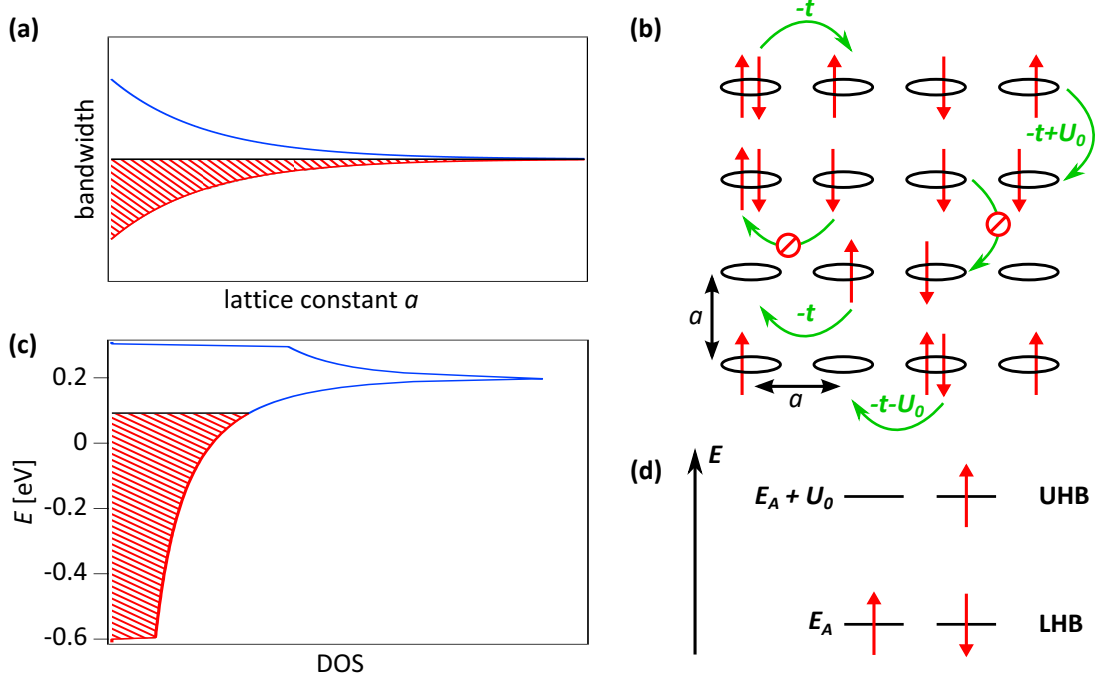 (a)
bandwidth
lattice constant a
(b)
-t
-t+U0
-t
a
a
-t-U0
(c)
0.2
0
-0.2
-0.4
-0.6
E [eV]
DOS
(d)
E
EA + U0
UHB
EA
LHB